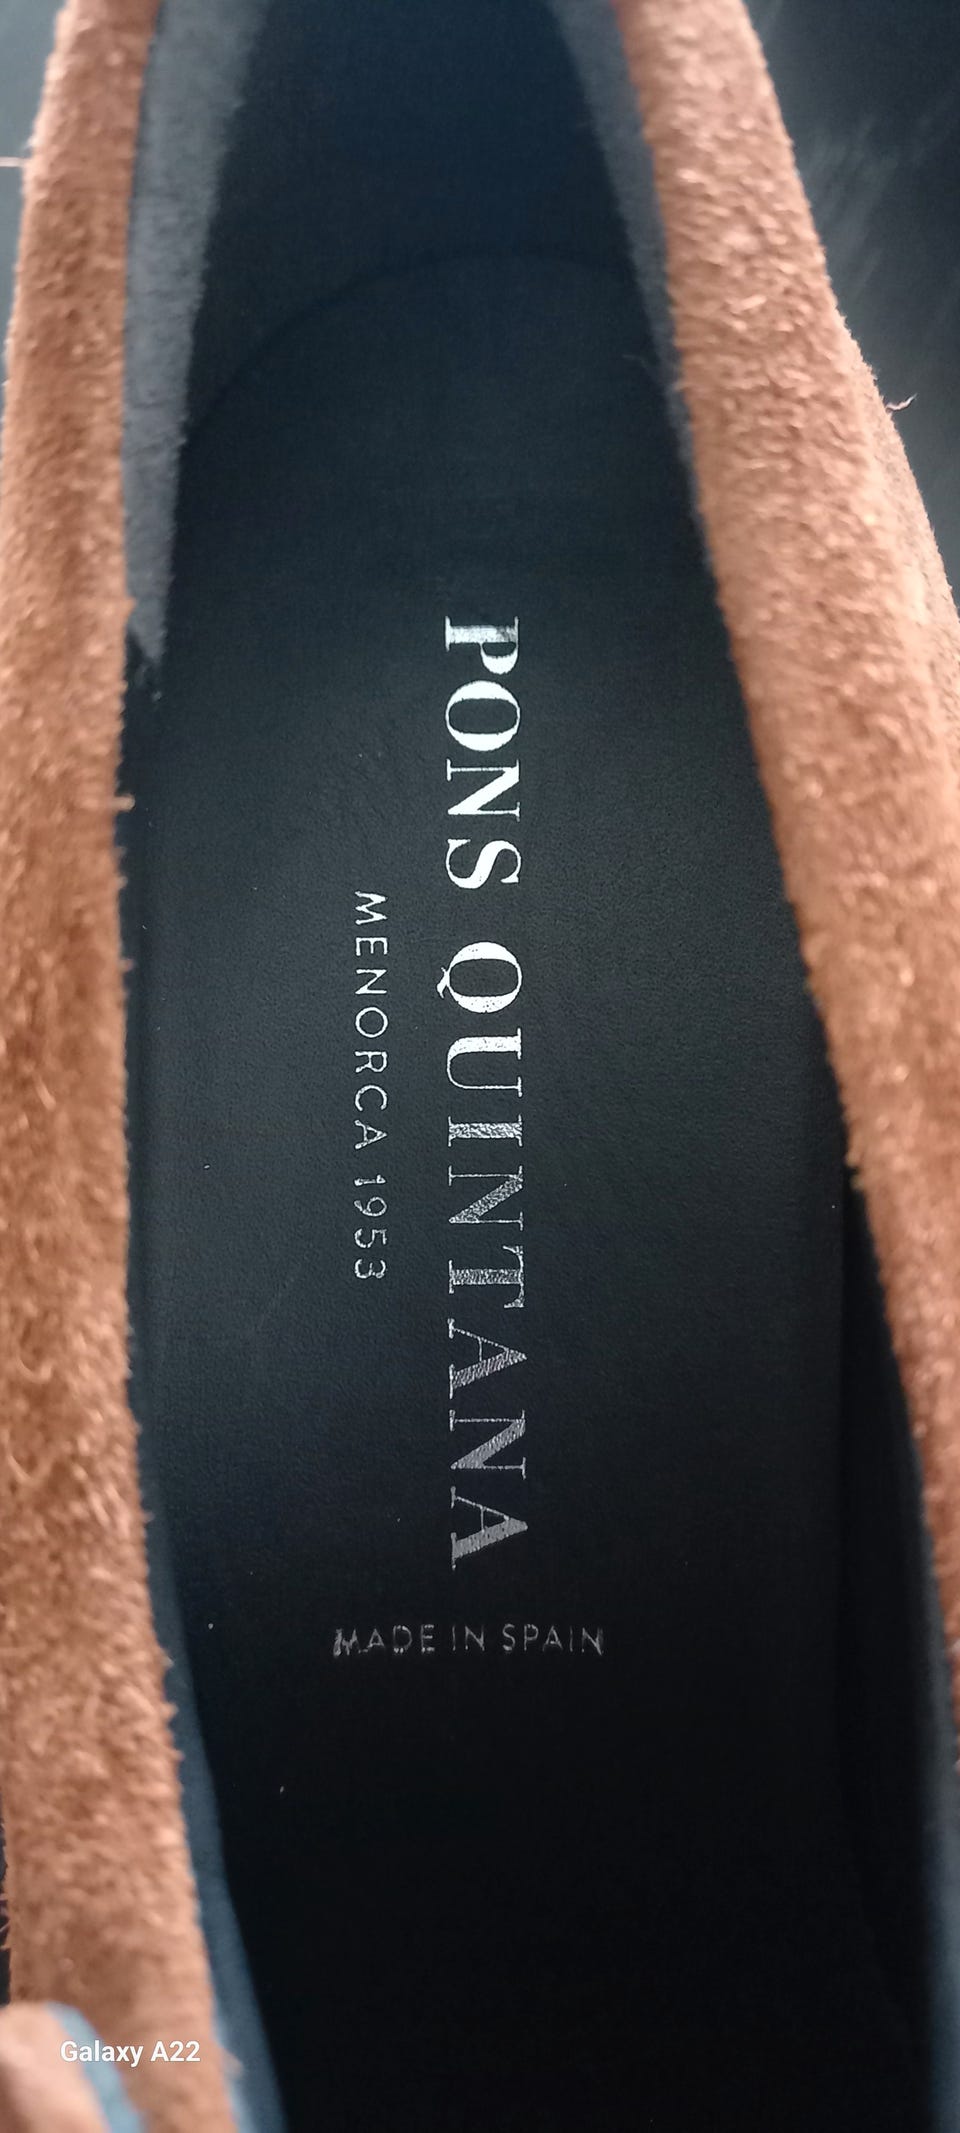 PONS QUINTANA
MENORCA 1953
MADE IN SPAIN
Galaxy A22